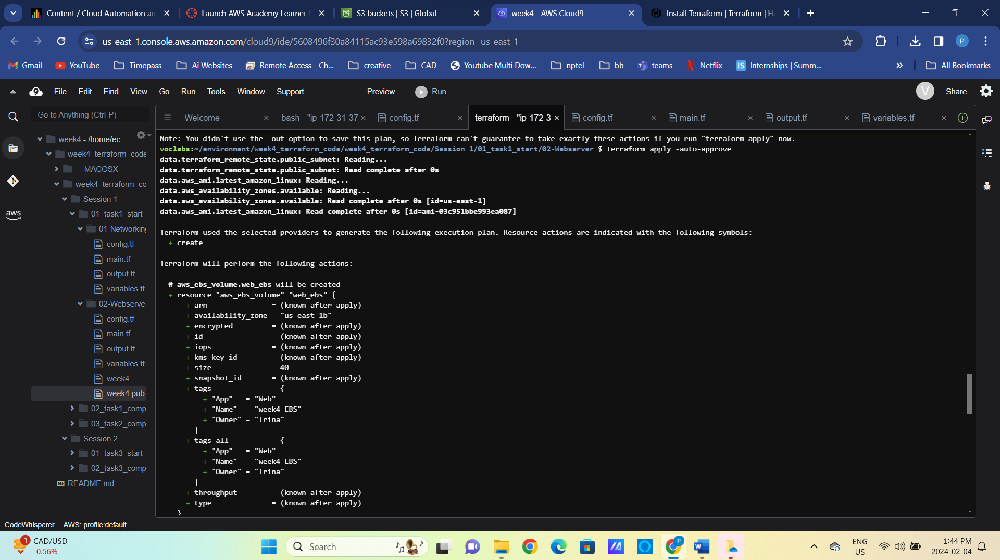 Content / Cloud Automation an
Launch AWS Academy Learner L
S3 buckets | S3 | Global
week4 - AWS Cloud9
Install Terraform | Terraform | Ha
us-east-1.console.aws.amazon.com/cloud9/ide/5608496f30a84115ac93e598a69832f0?region=us-east-1
P
Gmail YouTube Timepass Ai Websites Remote Access - Ch... creative CAD Youtube Multi Dow... nptel bb teams Netflix IS Internships | Summ... All Bookmarks
9 File Edit Find View Go Run Tools Window Support Preview Run V Share
Go to Anything (Ctrl-P)
Welcome bash - "ip-172-31-37 config.tf terraform - "ip-172-3 config.tf main.tf output.tf variables.tf
week4 - /home/ec
week4_terraform_code
__MACOSX
week4_terraform_co
Session 1
01_task1_start
01-Networking
config.tf
main.tf
output.tf
variables.tf
02-Webserve
config.tf
main.tf
output.tf
variables.tf
week4
week4.pub
02_task1_comp
03_task2_comp
Session 2
01_task3_start
02_task3_comp
README.md
aws
Note: You didn't use the -out option to save this plan, so Terraform can't guarantee to take exactly these actions if you run "terraform apply" now.
voclabs:~/environment/week4_terraform_code/week4_terraform_code/Session 1/01_task1_start/02-Webserver $ terraform apply -auto-approve
data.terraform_remote_state.public_subnet: Reading...
data.terraform_remote_state.public_subnet: Read complete after 0s
data.aws_ami.latest_amazon_linux: Reading...
data.aws_availability_zones.available: Reading...
data.aws_availability_zones.available: Read complete after 0s [id=us-east-1]
data.aws_ami.latest_amazon_linux: Read complete after 0s [id=ami-03c951bbe993ea087]
Terraform used the selected providers to generate the following execution plan. Resource actions are indicated with the following symbols:
+ create
Terraform will perform the following actions:
# aws_ebs_volume.web_ebs will be created
+ resource "aws_ebs_volume" "web_ebs" {
+ arn = (known after apply)
+ availability_zone = "us-east-1b"
+ encrypted = (known after apply)
+ id = (known after apply)
+ iops = (known after apply)
+ kms_key_id = (known after apply)
+ size = 40
+ snapshot_id = (known after apply)
+ tags = {
+ "App" = "Web"
+ "Name" = "week4-EBS"
+ "Owner" = "Irina"
}
+ tags_all = {
+ "App" = "Web"
+ "Name" = "week4-EBS"
+ "Owner" = "Irina"
}
+ throughput = (known after apply)
+ type = (known after apply)
}
CodeWhisperer AWS: profile:default
1
CAD/USD
-0.56%
Search
P
W
ENG
US
1:44 PM
2024-02-04